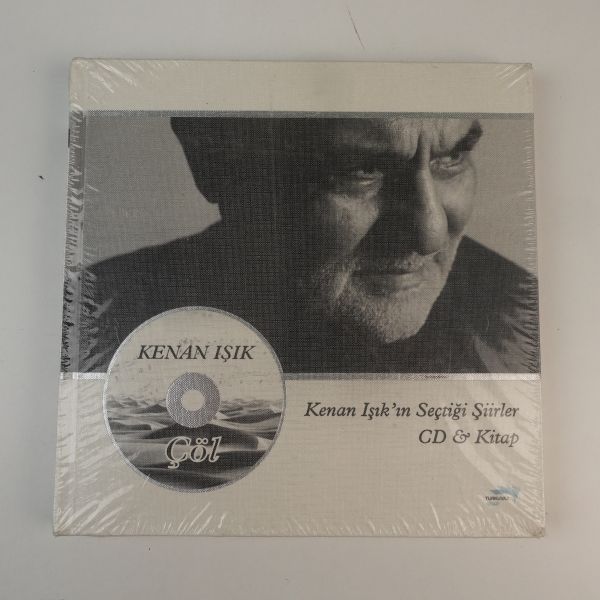 KENAN IŞIK
Çöl
Kenan Işık'ın Seçtiği Şiirler
CD & Kitap